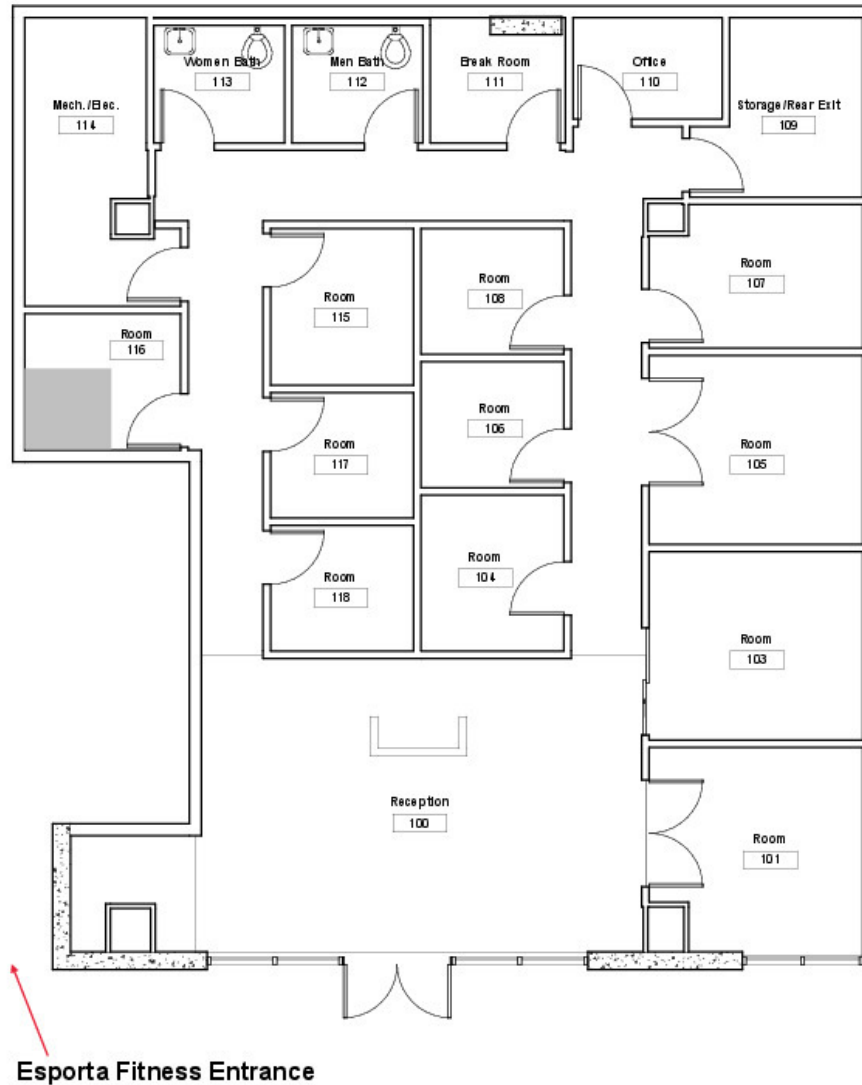 Women Bath
113
Men Bath
112
Break Room
111
Office
110
Mech./Elec.
114
Storage/Rear Exit
109
Room
107
Room
108
Room
115
Room
116
Room
106
Room
117
Room
105
Room
104
Room
118
Room
103
Reception
100
Room
101
Esporta Fitness Entrance